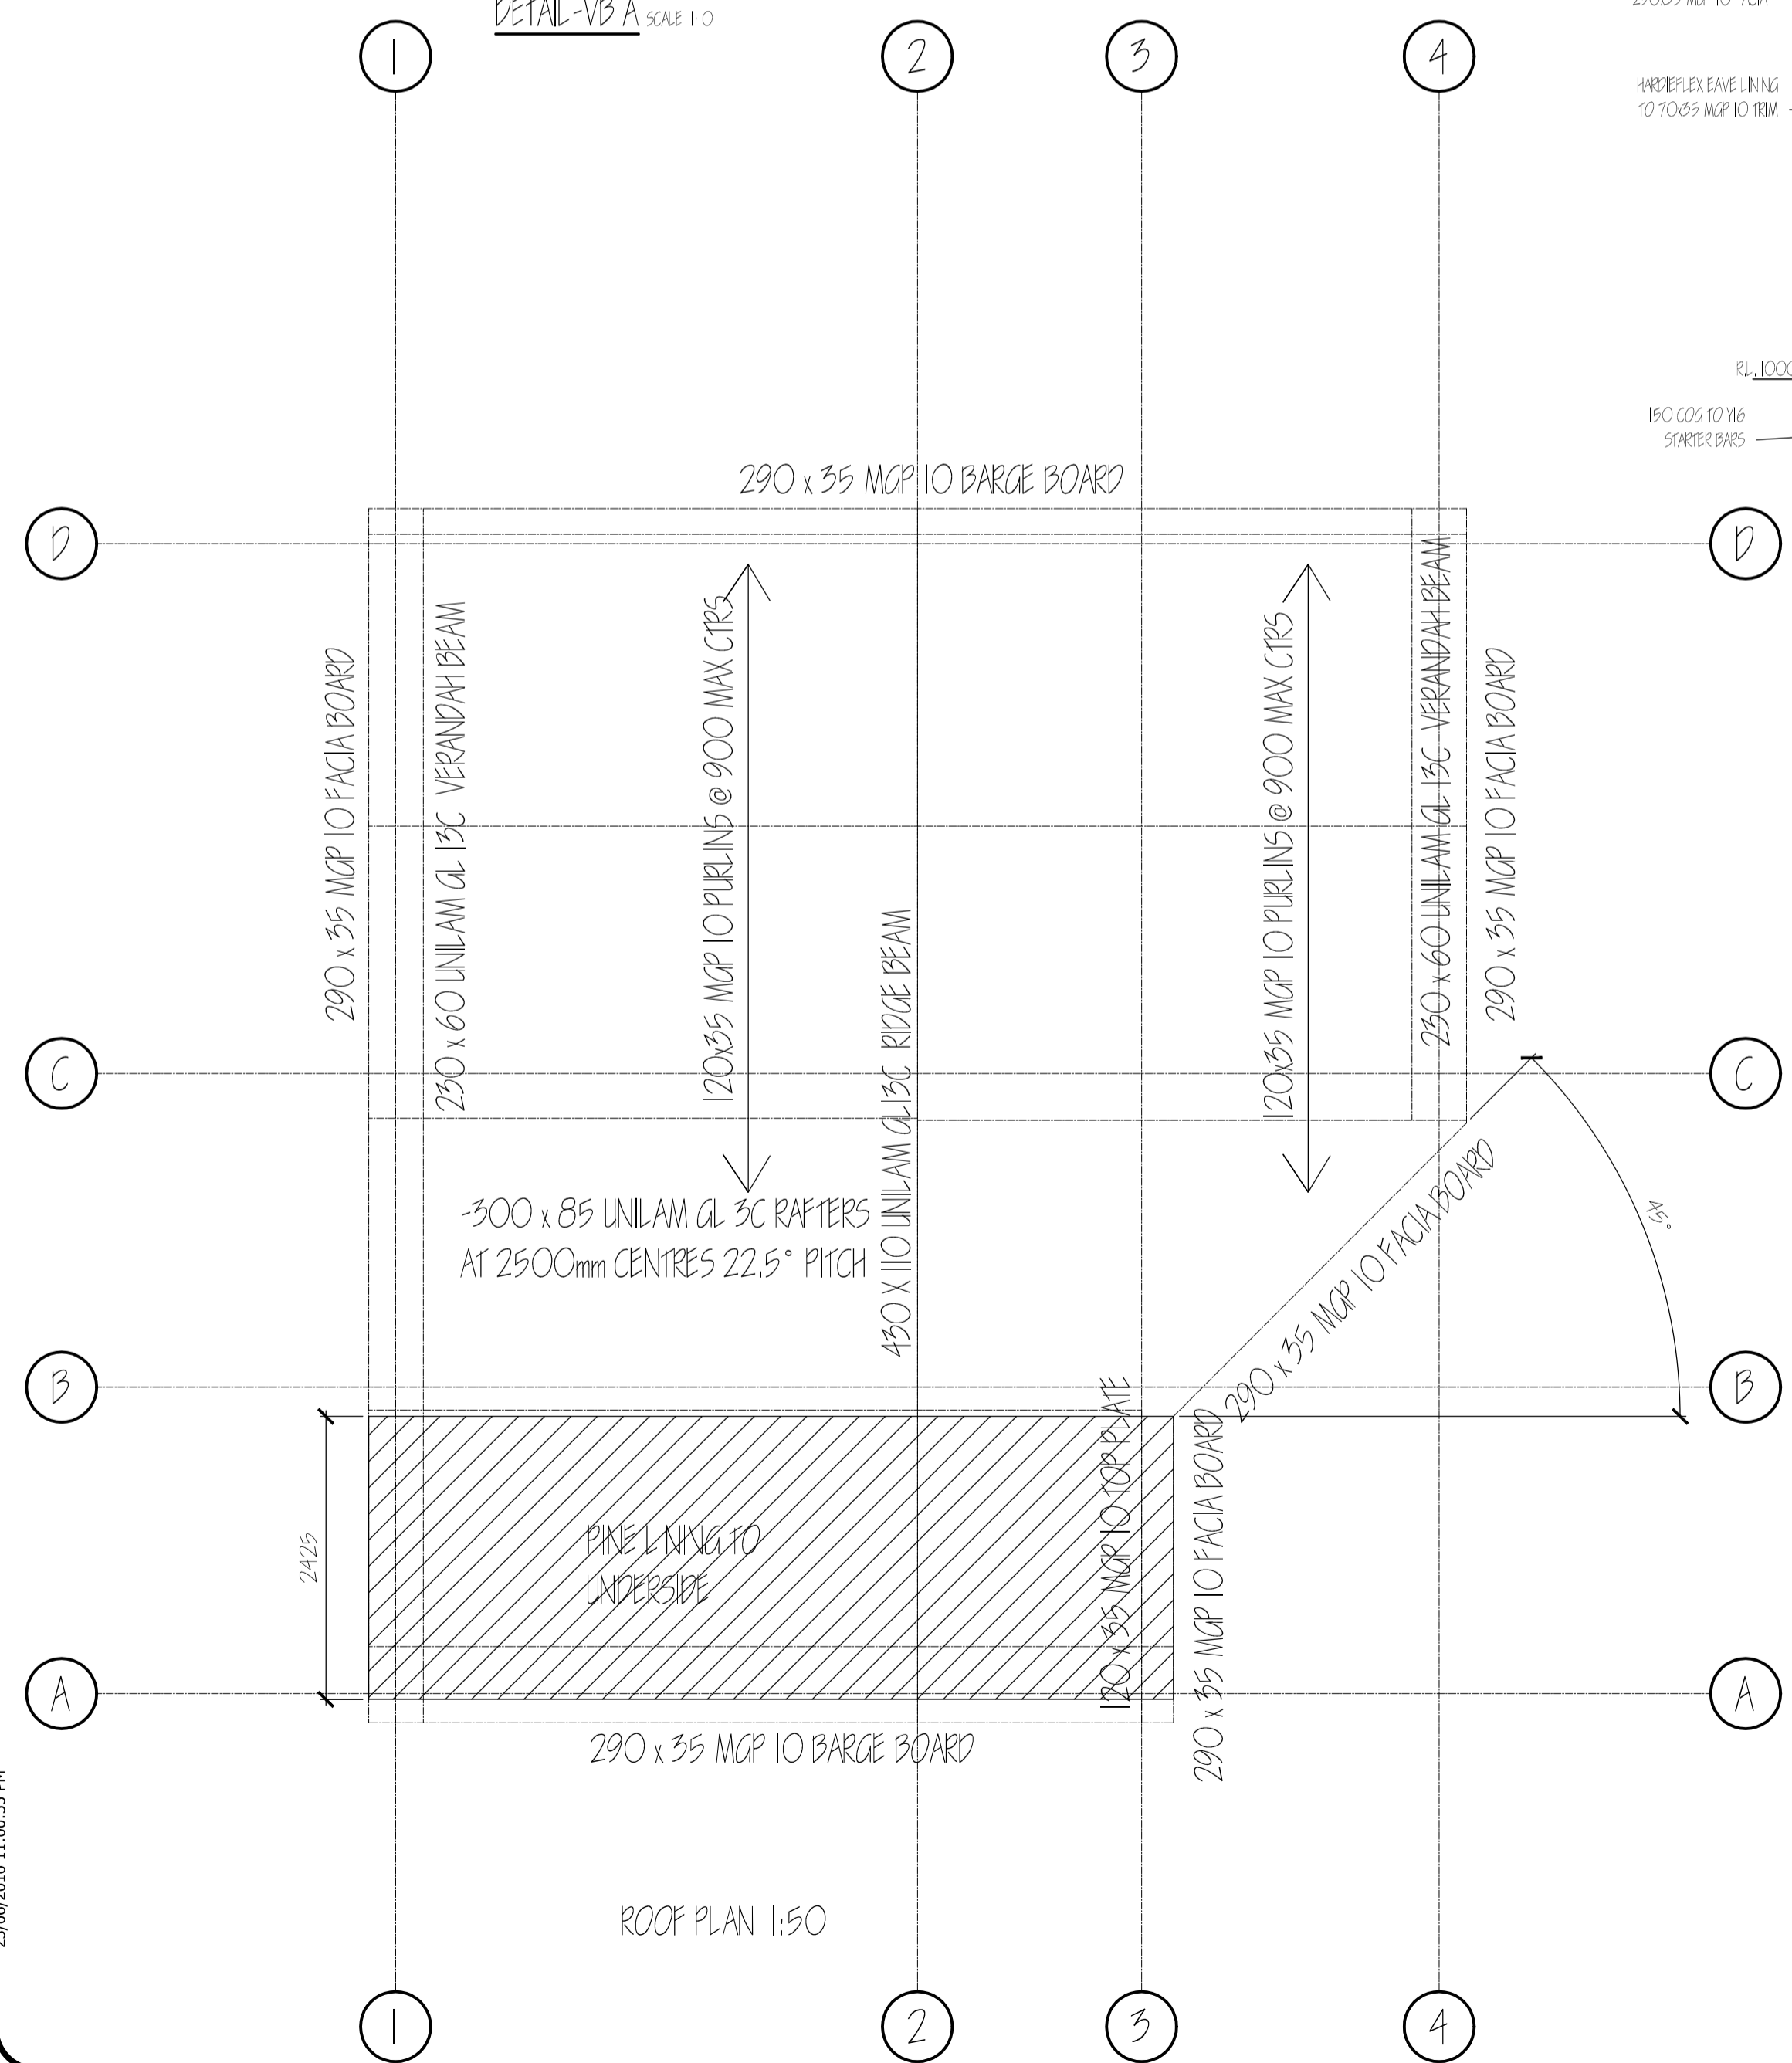 DETAIL-VB A SCALE 1:10
1
2
3
4
HARDIEFLEX EAVE LINING
TO 70x35 MGP 10 TRIM
R.L. 1000
150 COG TO Y16
STARTER BARS
290 x 35 MGP 10 BARGE BOARD
D
D
290 x 35 MGP 10 FACIA BOARD
230 x 60 UNILAM GL 13C VERANDAH BEAM
120x35 MGP 10 PURLINS @ 900 MAX CTRS
430 X 110 UNILAM GL13C RIDGE BEAM
120x35 MGP 10 PURLINS @ 900 MAX CTRS
230 x 60 UNILAM GL 13C VERANDAH BEAM
290 x 35 MGP 10 FACIA BOARD
C
C
-300 x 85 UNILAM GL13C RAFTERS
AT 2500mm CENTRES 22.5° PITCH
290 x 35 MGP 10 FACIA BOARD
45°
B
B
2425
PINE LINING TO
UNDERSIDE
120 x 35 MGP 10 TOP PLATE
290 x 35 MGP 10 FACIA BOARD
A
A
290 x 35 MGP 10 BARGE BOARD
ROOF PLAN 1:50
1
2
3
4